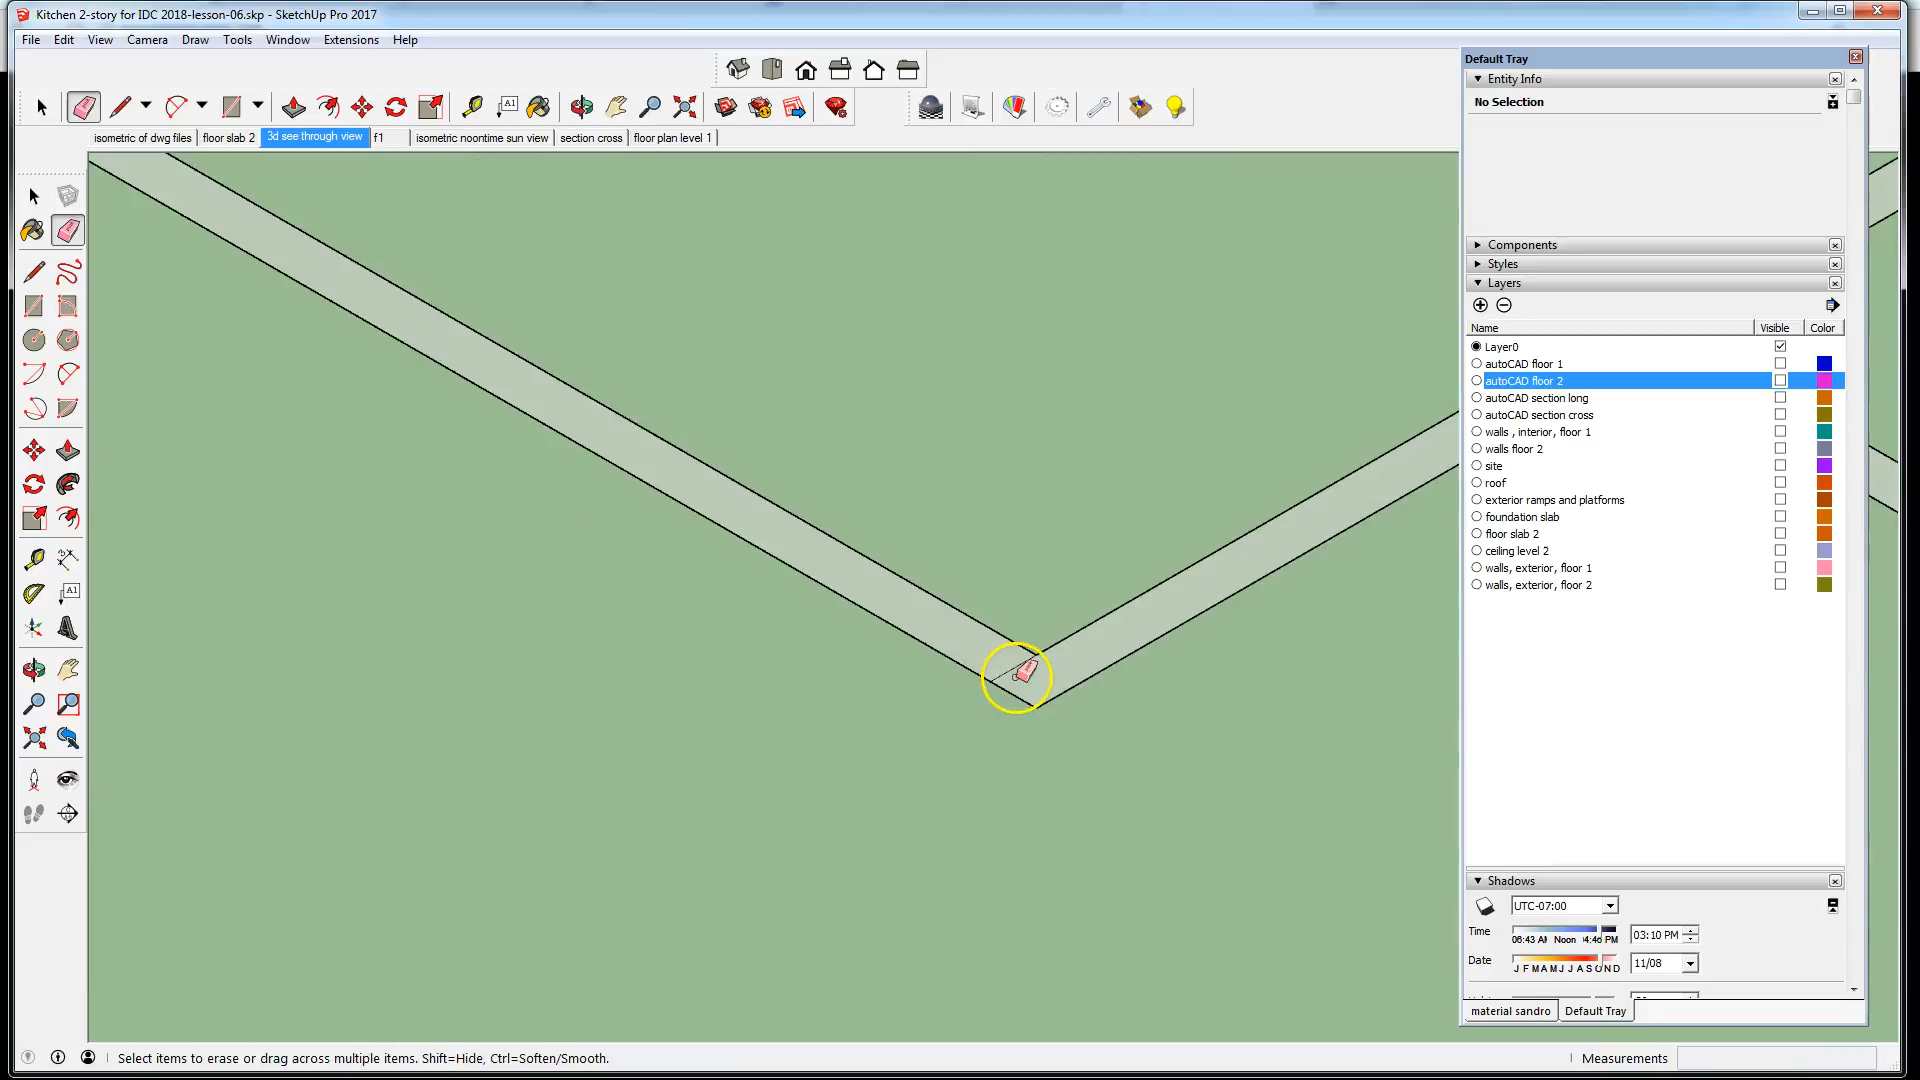 Kitchen 2-story for IDC 2018-lesson-06.skp - SketchUp Pro 2017
File Edit View Camera Draw Tools Window Extensions Help
Default Tray
Entity Info
No Selection
A1
isometric of dwg files floor slab 2 3d see through view f1 isometric noontime sun view section cross floor plan level 1
Components
Styles
Layers
Name Visible Color
Layer0
autoCAD floor 1
autoCAD floor 2
autoCAD section long
autoCAD section cross
walls , interior, floor 1
walls floor 2
site
roof
exterior ramps and platforms
foundation slab
floor slab 2
ceiling level 2
walls, exterior, floor 1
walls, exterior, floor 2
A1
Shadows
UTC-07:00
Time 06:43 AM Noon 4:46 PM 03:10 PM
Date J F M A M J J A S O N D 11/08
material sandro Default Tray
Select items to erase or drag across multiple items. Shift=Hide, Ctrl=Soften/Smooth.
Measurements